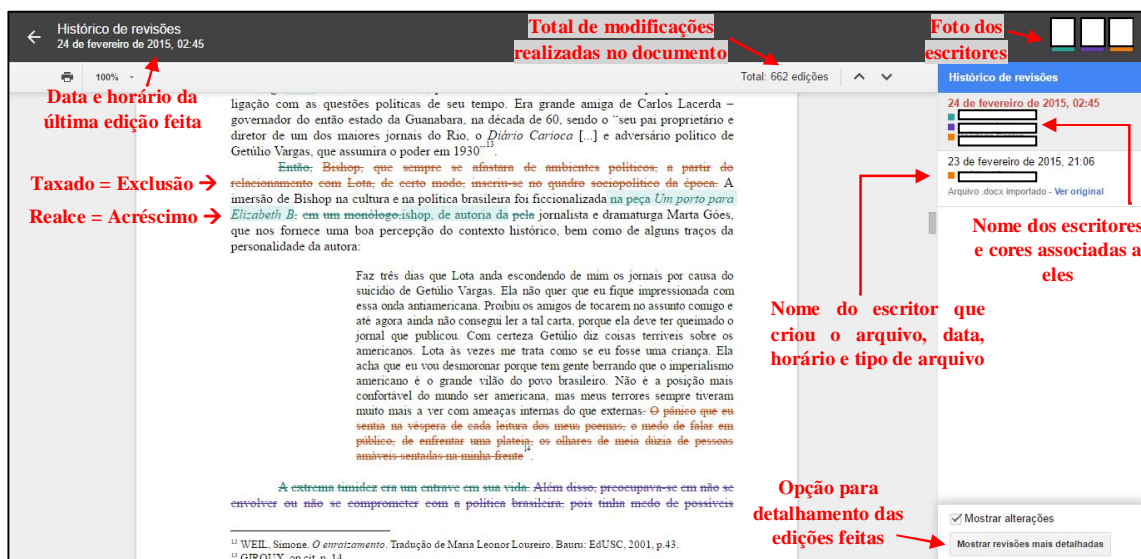 Histórico de revisões
24 de fevereiro de 2015, 02:45
Total de modificações
realizadas no documento
Foto dos
escritores
100%
Total: 662 edições
Histórico de revisões
Data e horário da
última edição feita
ligação com as questões políticas de seu tempo. Era grande amiga de Carlos Lacerda –
governador do então estado da Guanabara, na década de 60, sendo o “seu pai proprietário e
diretor de um dos maiores jornais do Rio, o Diário Carioca [...] e adversário político de
Getúlio Vargas, que assumira o poder em 1930”13.
Taxado = Exclusão →
Realce = Acréscimo →
Então, Bishop, que sempre se afastara de ambientes políticos, a partir do
relacionamento com Lota, de certo modo, inseriu-se no quadro sociopolítico da época. A
imersão de Bishop na cultura e na política brasileira foi ficcionalizada na peça Um porto para
Elizabeth B, em um monólogo,ishop, de autoria da pela jornalista e dramaturga Marta Góes,
que nos fornece uma boa percepção do contexto histórico, bem como de alguns traços da
personalidade da autora:
Faz três dias que Lota anda escondendo de mim os jornais por causa do
suicídio de Getúlio Vargas. Ela não quer que eu fique impressionada com
essa onda antiamericana. Proibiu os amigos de tocarem no assunto comigo e
até agora ainda não consegui ler a tal carta, porque ela deve ter queimado o
jornal que publicou. Com certeza Getúlio diz coisas terríveis sobre os
americanos. Lota às vezes me trata como se eu fosse uma criança. Ela
acha que eu vou desmoronar porque tem gente berrando que o imperialismo
americano é o grande vilão do povo brasileiro. Não é a posição mais
confortável do mundo ser americana, mas meus terrores sempre tiveram
muito mais a ver com ameaças internas do que externas. O pânico que eu
sentia na véspera de cada leitura dos meus poemas, o medo de falar em
público, de enfrentar uma plateia, os olhares de meia dúzia de pessoas
amáveis sentadas na minha frente14.
A extrema timidez era um entrave em sua vida. Além disso, preocupava-se em não se
envolver ou não se comprometer com a política brasileira, pois tinha medo de possíveis
12 WEIL, Simone. O enraizamento. Tradução de Maria Leonor Loureiro. Bauru: EdUSC, 2001, p.43.
13 GIROUX, op.cit, p. 14
24 de fevereiro de 2015, 02:45
23 de fevereiro de 2015, 21:06
Arquivo .docx importado - Ver original
Nome dos escritores
e cores associadas a
eles
Nome do escritor que
criou o arquivo, data,
horário e tipo de arquivo
Opção para
detalhamento das
edições feitas
Mostrar alterações
Mostrar revisões mais detalhadas